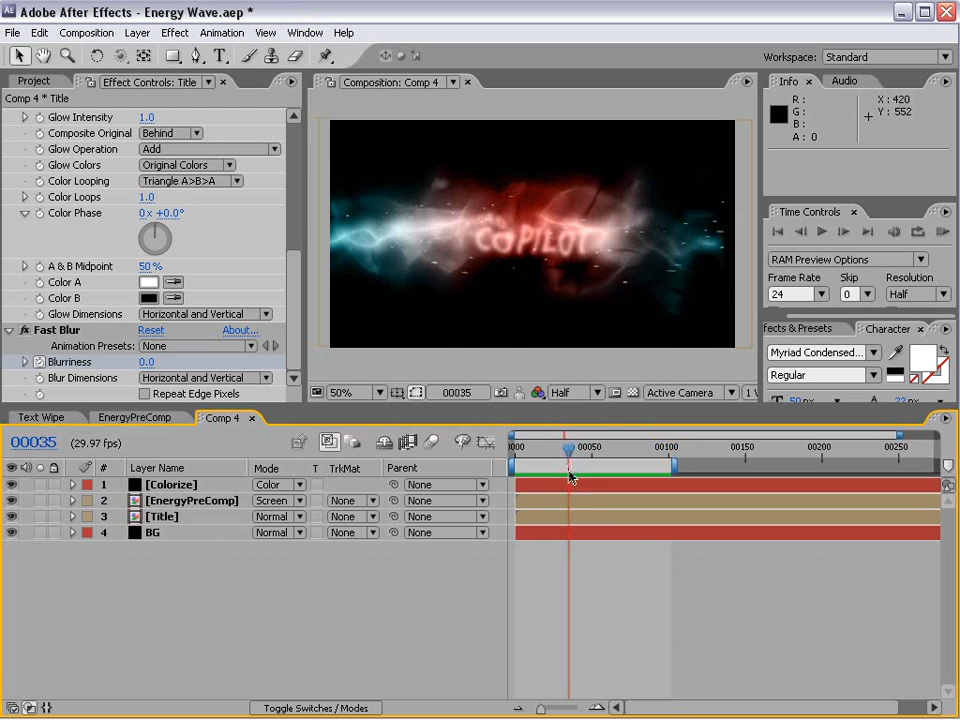 Adobe After Effects - Energy Wave.aep *
File Edit Composition Layer Effect Animation View Window Help
Workspace: Standard
Project Effect Controls: Title Composition: Comp 4 Info Audio
Comp 4 * Title
Glow Intensity 1.0
Composite Original Behind
Glow Operation Add
Glow Colors Original Colors
Color Looping Triangle A>B>A
Color Loops 1.0
Color Phase 0x +0.0°
A & B Midpoint 50 %
Color A
Color B
Glow Dimensions Horizontal and Vertical
Fast Blur Reset About...
Animation Presets: None
Blurriness 0.0
Blur Dimensions Horizontal and Vertical
Repeat Edge Pixels
COPILOT
50% 00035 Half Active Camera 1
R :
G :
B :
A : 0
X : 420
Y : 552
Time Controls
RAM Preview Options
Frame Rate Skip Resolution
24 0 Half
fects & Presets Character
Myriad Condensed...
Regular
Text Wipe EnergyPreComp Comp 4
00035 (29.97 fps)
0000 00050 00100 00150 00200 00250
# Layer Name Mode T TrkMat Parent
1 [Colorize] Color None
2 [EnergyPreComp] Screen None None
3 [Title] Normal None None
4 BG Normal None None
Toggle Switches / Modes